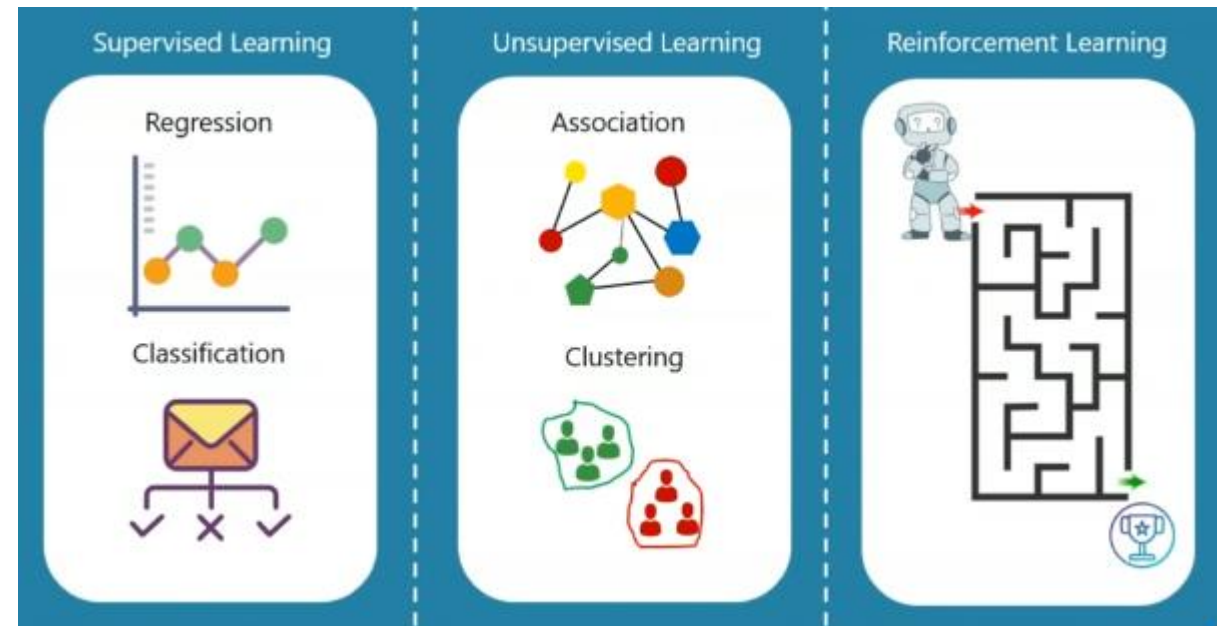 Supervised Learning
Regression
Classification
Unsupervised Learning
Association
Clustering
Reinforcement Learning